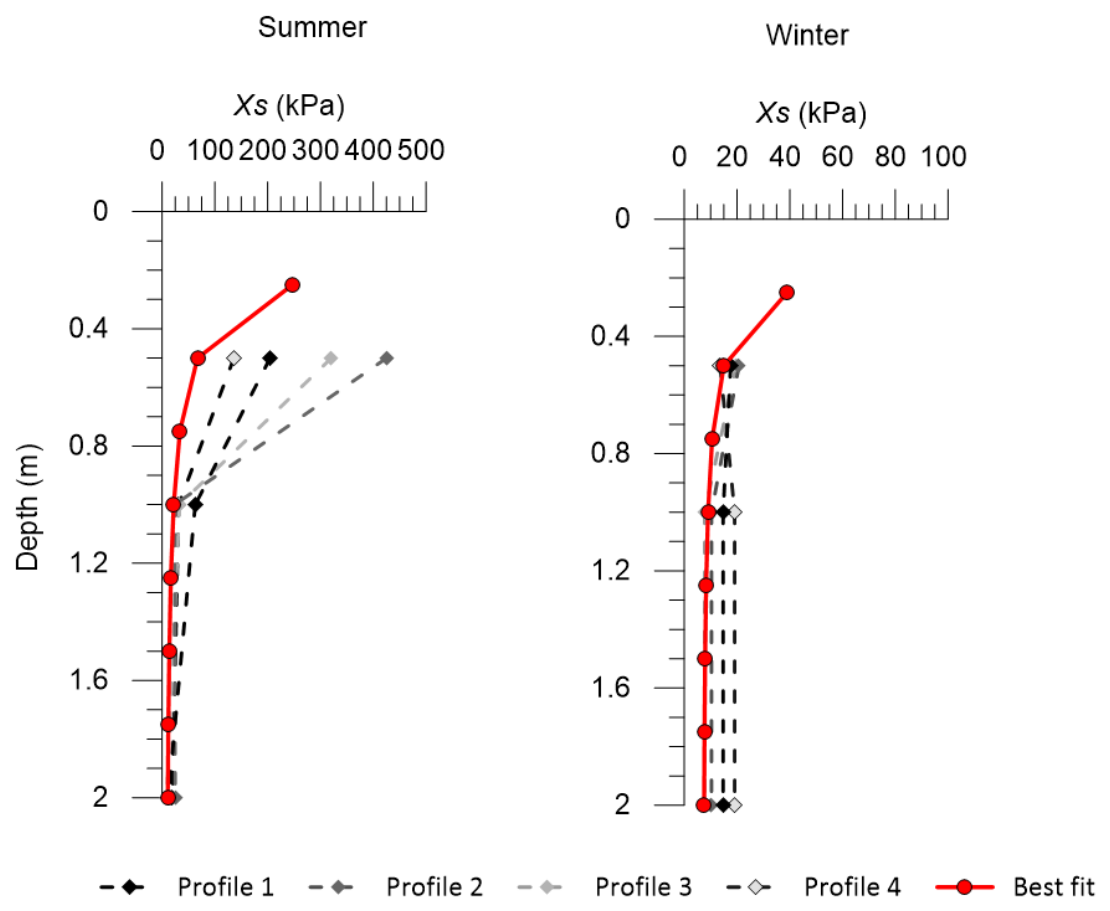 Summer
Winter
Xs (kPa)
Xs (kPa)
0 100 200 300 400 500
0 20 40 60 80 100
0
0.4
0.8
1.2
1.6
2
Depth (m)
0
0.4
0.8
1.2
1.6
2
Profile 1 Profile 2 Profile 3 Profile 4 Best fit